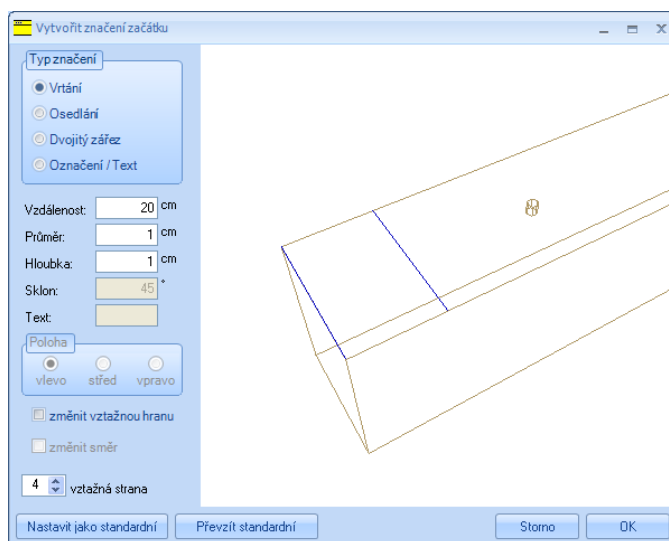 Vytvořit značení začátku
Typ značení
Vrtání
Osedlání
Dvojitý zářez
Označení / Text
Vzdálenost: 20 cm
Průměr: 1 cm
Hloubka: 1 cm
Sklon: 45 °
Text:
Poloha
vlevo střed vpravo
změnit vztažnou hranu
změnit směr
4 vztažná strana
Nastavit jako standardní Převzít standardní Storno OK